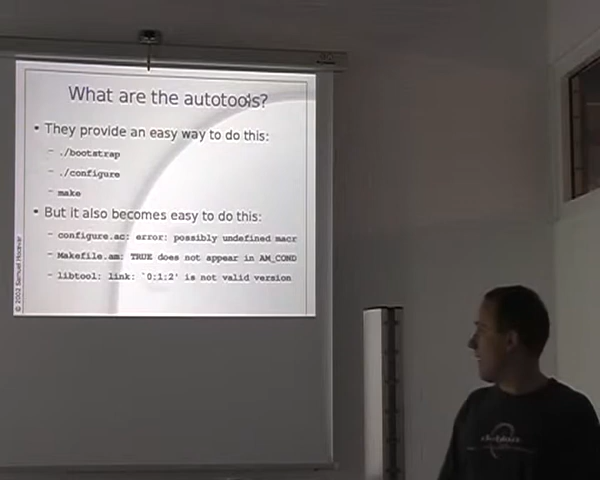 What are the autotools?
• They provide an easy way to do this:
– ./bootstrap
– ./configure
– make
• But it also becomes easy to do this:
– configure.ac: error: possibly undefined macr
– Makefile.am: TRUE does not appear in AM_COND
– libtool: link: `0:1:2' is not valid version
© 2002 Samuel Hocevar